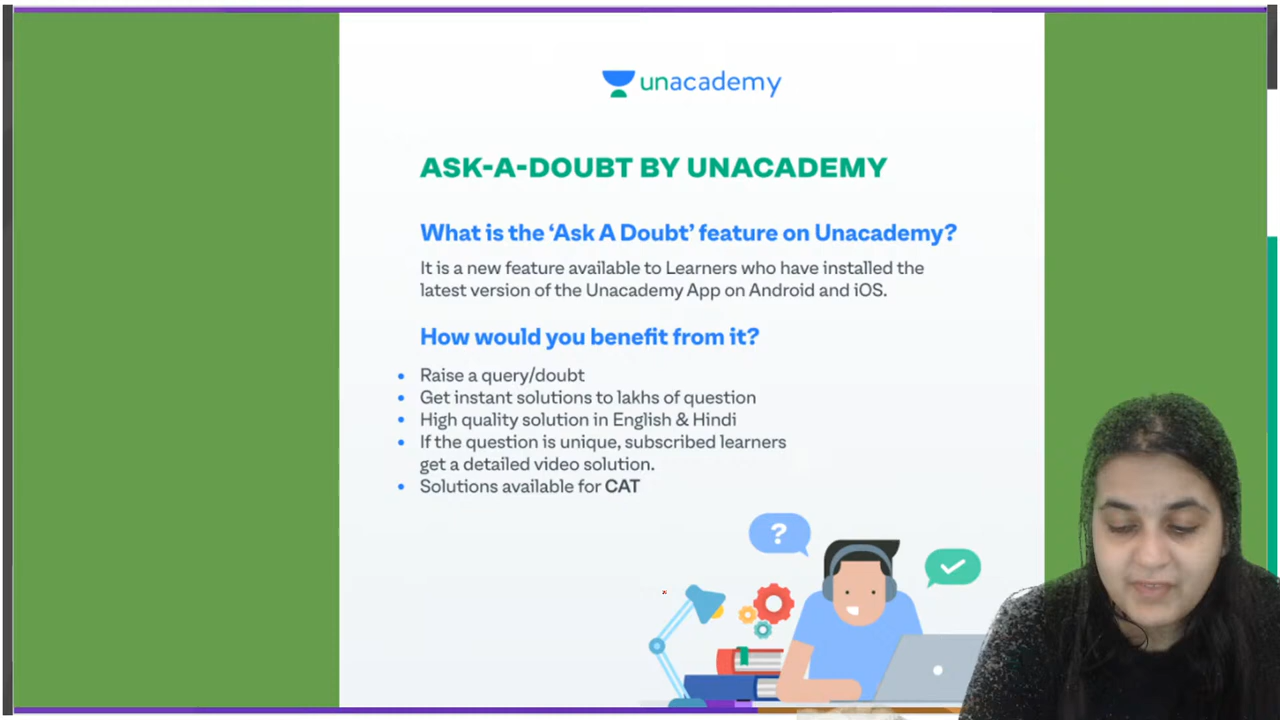 unacademy
ASK-A-DOUBT BY UNACADEMY
What is the ‘Ask A Doubt’ feature on Unacademy?
It is a new feature available to Learners who have installed the
latest version of the Unacademy App on Android and iOS.
How would you benefit from it?
• Raise a query/doubt
• Get instant solutions to lakhs of question
• High quality solution in English & Hindi
• If the question is unique, subscribed learners
get a detailed video solution.
• Solutions available for CAT
?